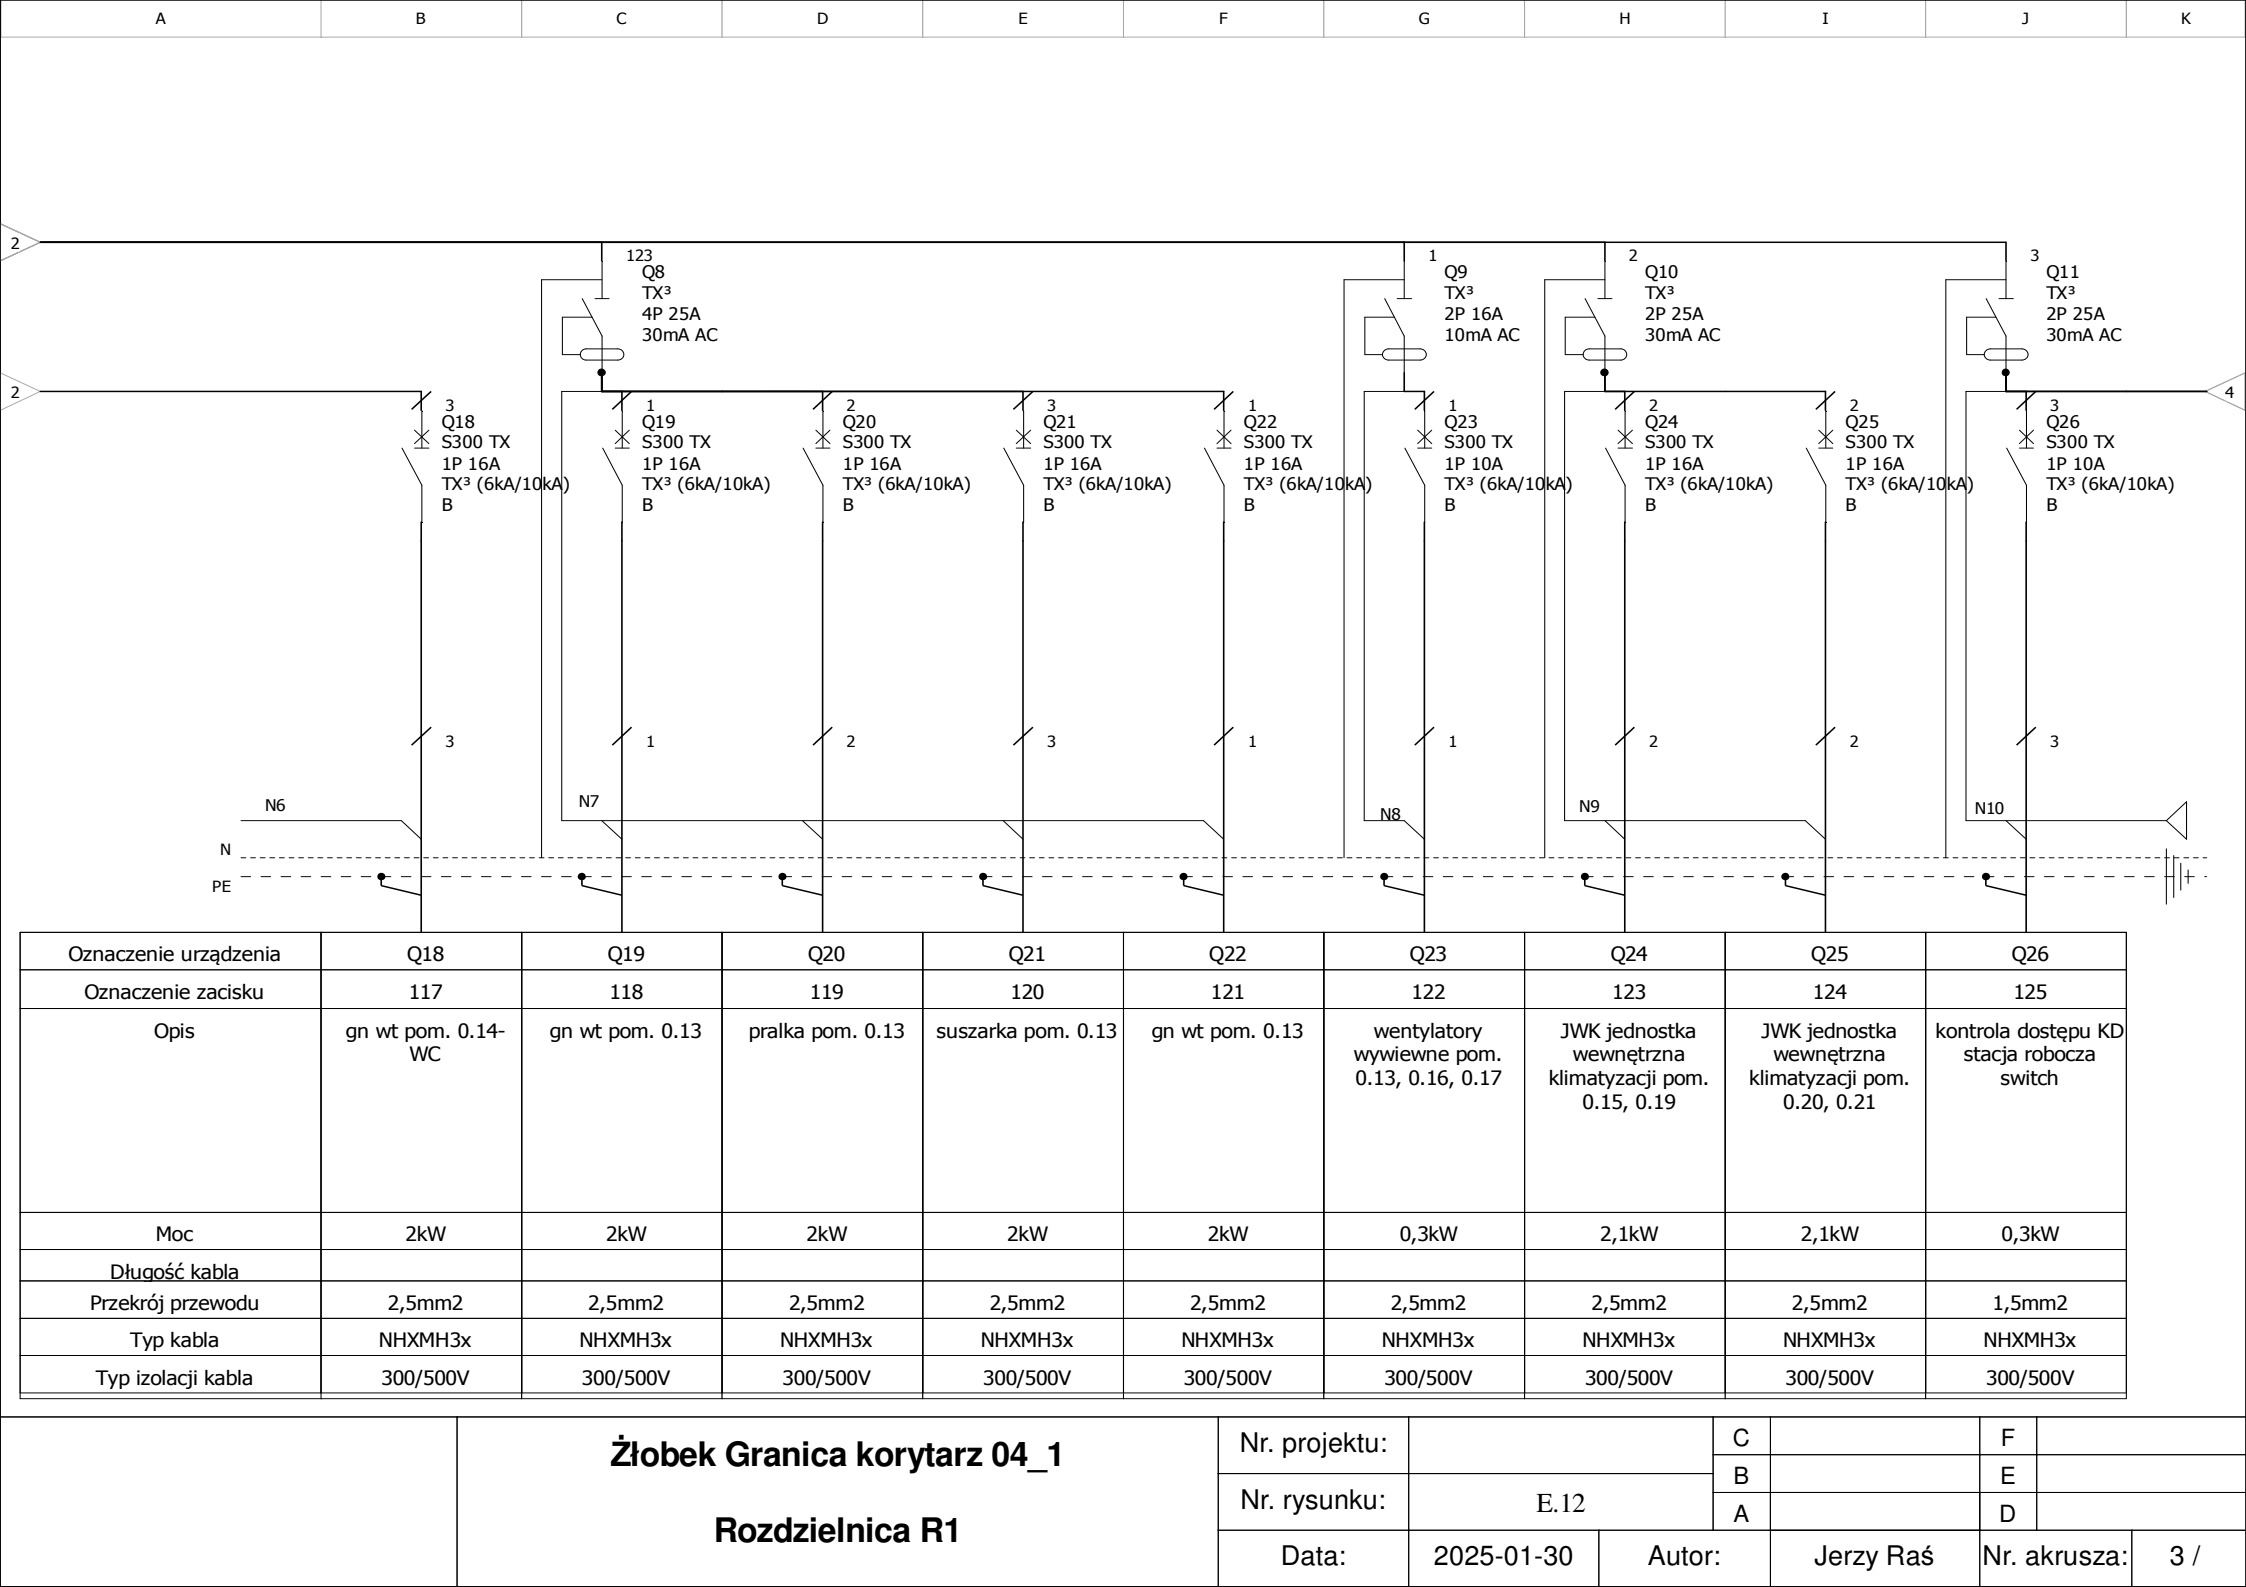 A B C D E F G H I J K
2
123
Q8
TX³
4P 25A
30mA AC
1
Q9
TX³
2P 16A
10mA AC
2
Q10
TX³
2P 25A
30mA AC
3
Q11
TX³
2P 25A
30mA AC
2
4
3
Q18
S300 TX
1P 16A
TX³ (6kA/10kA)
B
1
Q19
S300 TX
1P 16A
TX³ (6kA/10kA)
B
2
Q20
S300 TX
1P 16A
TX³ (6kA/10kA)
B
3
Q21
S300 TX
1P 16A
TX³ (6kA/10kA)
B
1
Q22
S300 TX
1P 16A
TX³ (6kA/10kA)
B
1
Q23
S300 TX
1P 10A
TX³ (6kA/10kA)
B
2
Q24
S300 TX
1P 16A
TX³ (6kA/10kA)
B
2
Q25
S300 TX
1P 16A
TX³ (6kA/10kA)
B
3
Q26
S300 TX
1P 10A
TX³ (6kA/10kA)
B
3 1 2 3 1 1 2 2 3
N6 N7 N8 N9 N10
N
PE
Oznaczenie urządzenia Q18 Q19 Q20 Q21 Q22 Q23 Q24 Q25 Q26
Oznaczenie zacisku 117 118 119 120 121 122 123 124 125
Opis
gn wt pom. 0.14-
WC
gn wt pom. 0.13
pralka pom. 0.13
suszarka pom. 0.13
gn wt pom. 0.13
wentylatory
wywiewne pom.
0.13, 0.16, 0.17
JWK jednostka
wewnętrzna
klimatyzacji pom.
0.15, 0.19
JWK jednostka
wewnętrzna
klimatyzacji pom.
0.20, 0.21
kontrola dostępu KD
stacja robocza
switch
Moc 2kW 2kW 2kW 2kW 2kW 0,3kW 2,1kW 2,1kW 0,3kW
Długość kabla
Przekrój przewodu 2,5mm2 2,5mm2 2,5mm2 2,5mm2 2,5mm2 2,5mm2 2,5mm2 2,5mm2 1,5mm2
Typ kabla NHXMH3x NHXMH3x NHXMH3x NHXMH3x NHXMH3x NHXMH3x NHXMH3x NHXMH3x NHXMH3x
Typ izolacji kabla 300/500V 300/500V 300/500V 300/500V 300/500V 300/500V 300/500V 300/500V 300/500V
Żłobek Granica korytarz 04_1
Rozdzielnica R1
Nr. projektu:
Nr. rysunku: E.12
C F
B E
A D
Data: 2025-01-30 Autor: Jerzy Raś Nr. akrusza: 3 /